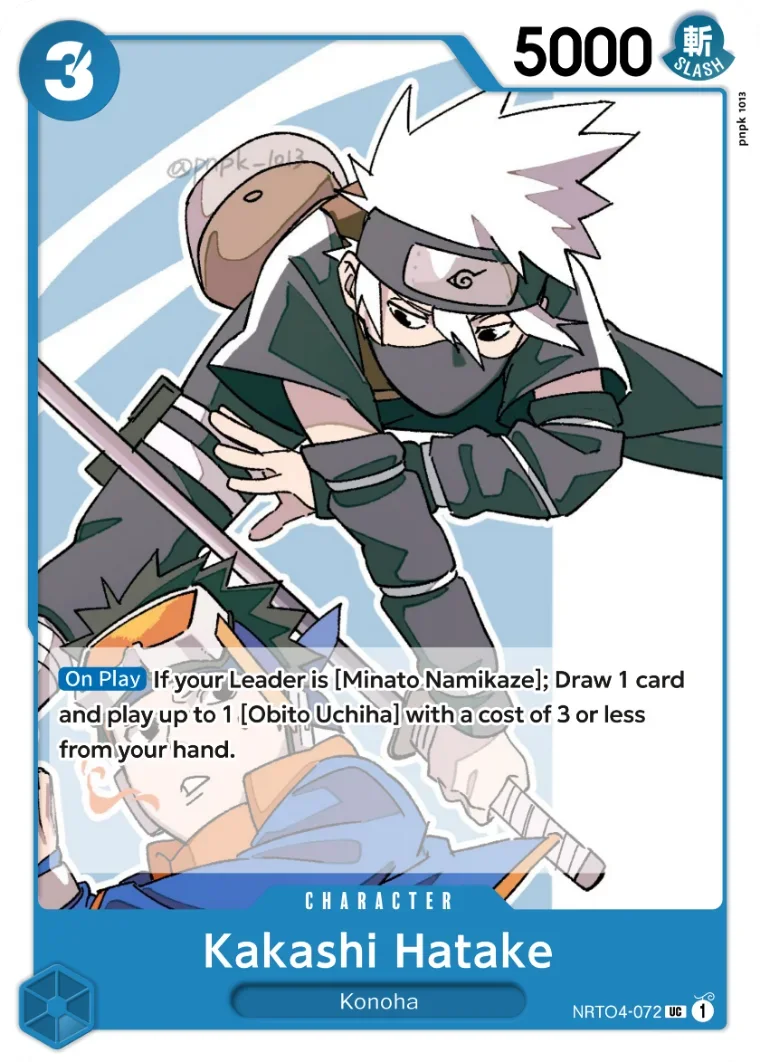 3
5000
斬
SLASH
pnpk 1013
@pnpk_1013
On Play If your Leader is [Minato Namikaze]; Draw 1 card
and play up to 1 [Obito Uchiha] with a cost of 3 or less
from your hand.
CHARACTER
Kakashi Hatake
Konoha
NRTO4-072 UC 1